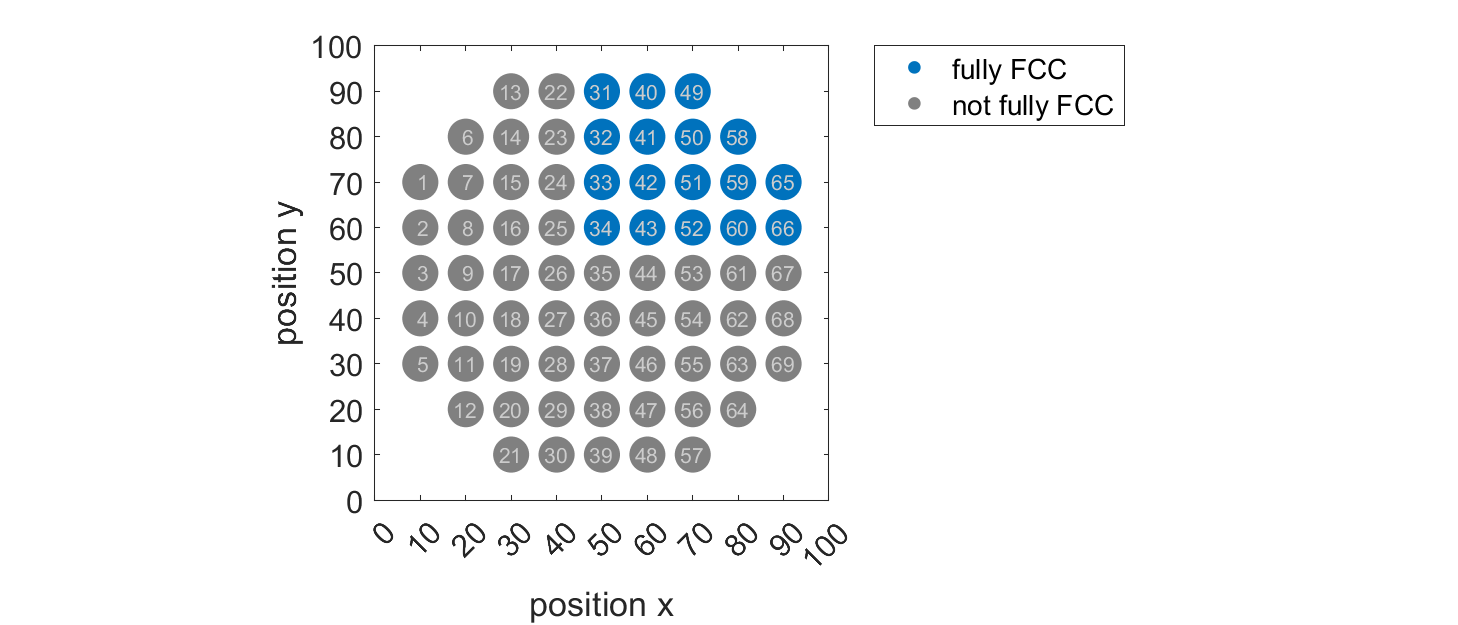 100
90
80
70
60
50
40
30
20
10
0
position y
13 22 31 40 49
6 14 23 32 41 50 58
1 7 15 24 33 42 51 59 65
2 8 16 25 34 43 52 60 66
3 9 17 26 35 44 53 61 67
4 10 18 27 36 45 54 62 68
5 11 19 28 37 46 55 63 69
12 20 29 38 47 56 64
21 30 39 48 57
0 10 20 30 40 50 60 70 80 90 100
position x
fully FCC
not fully FCC